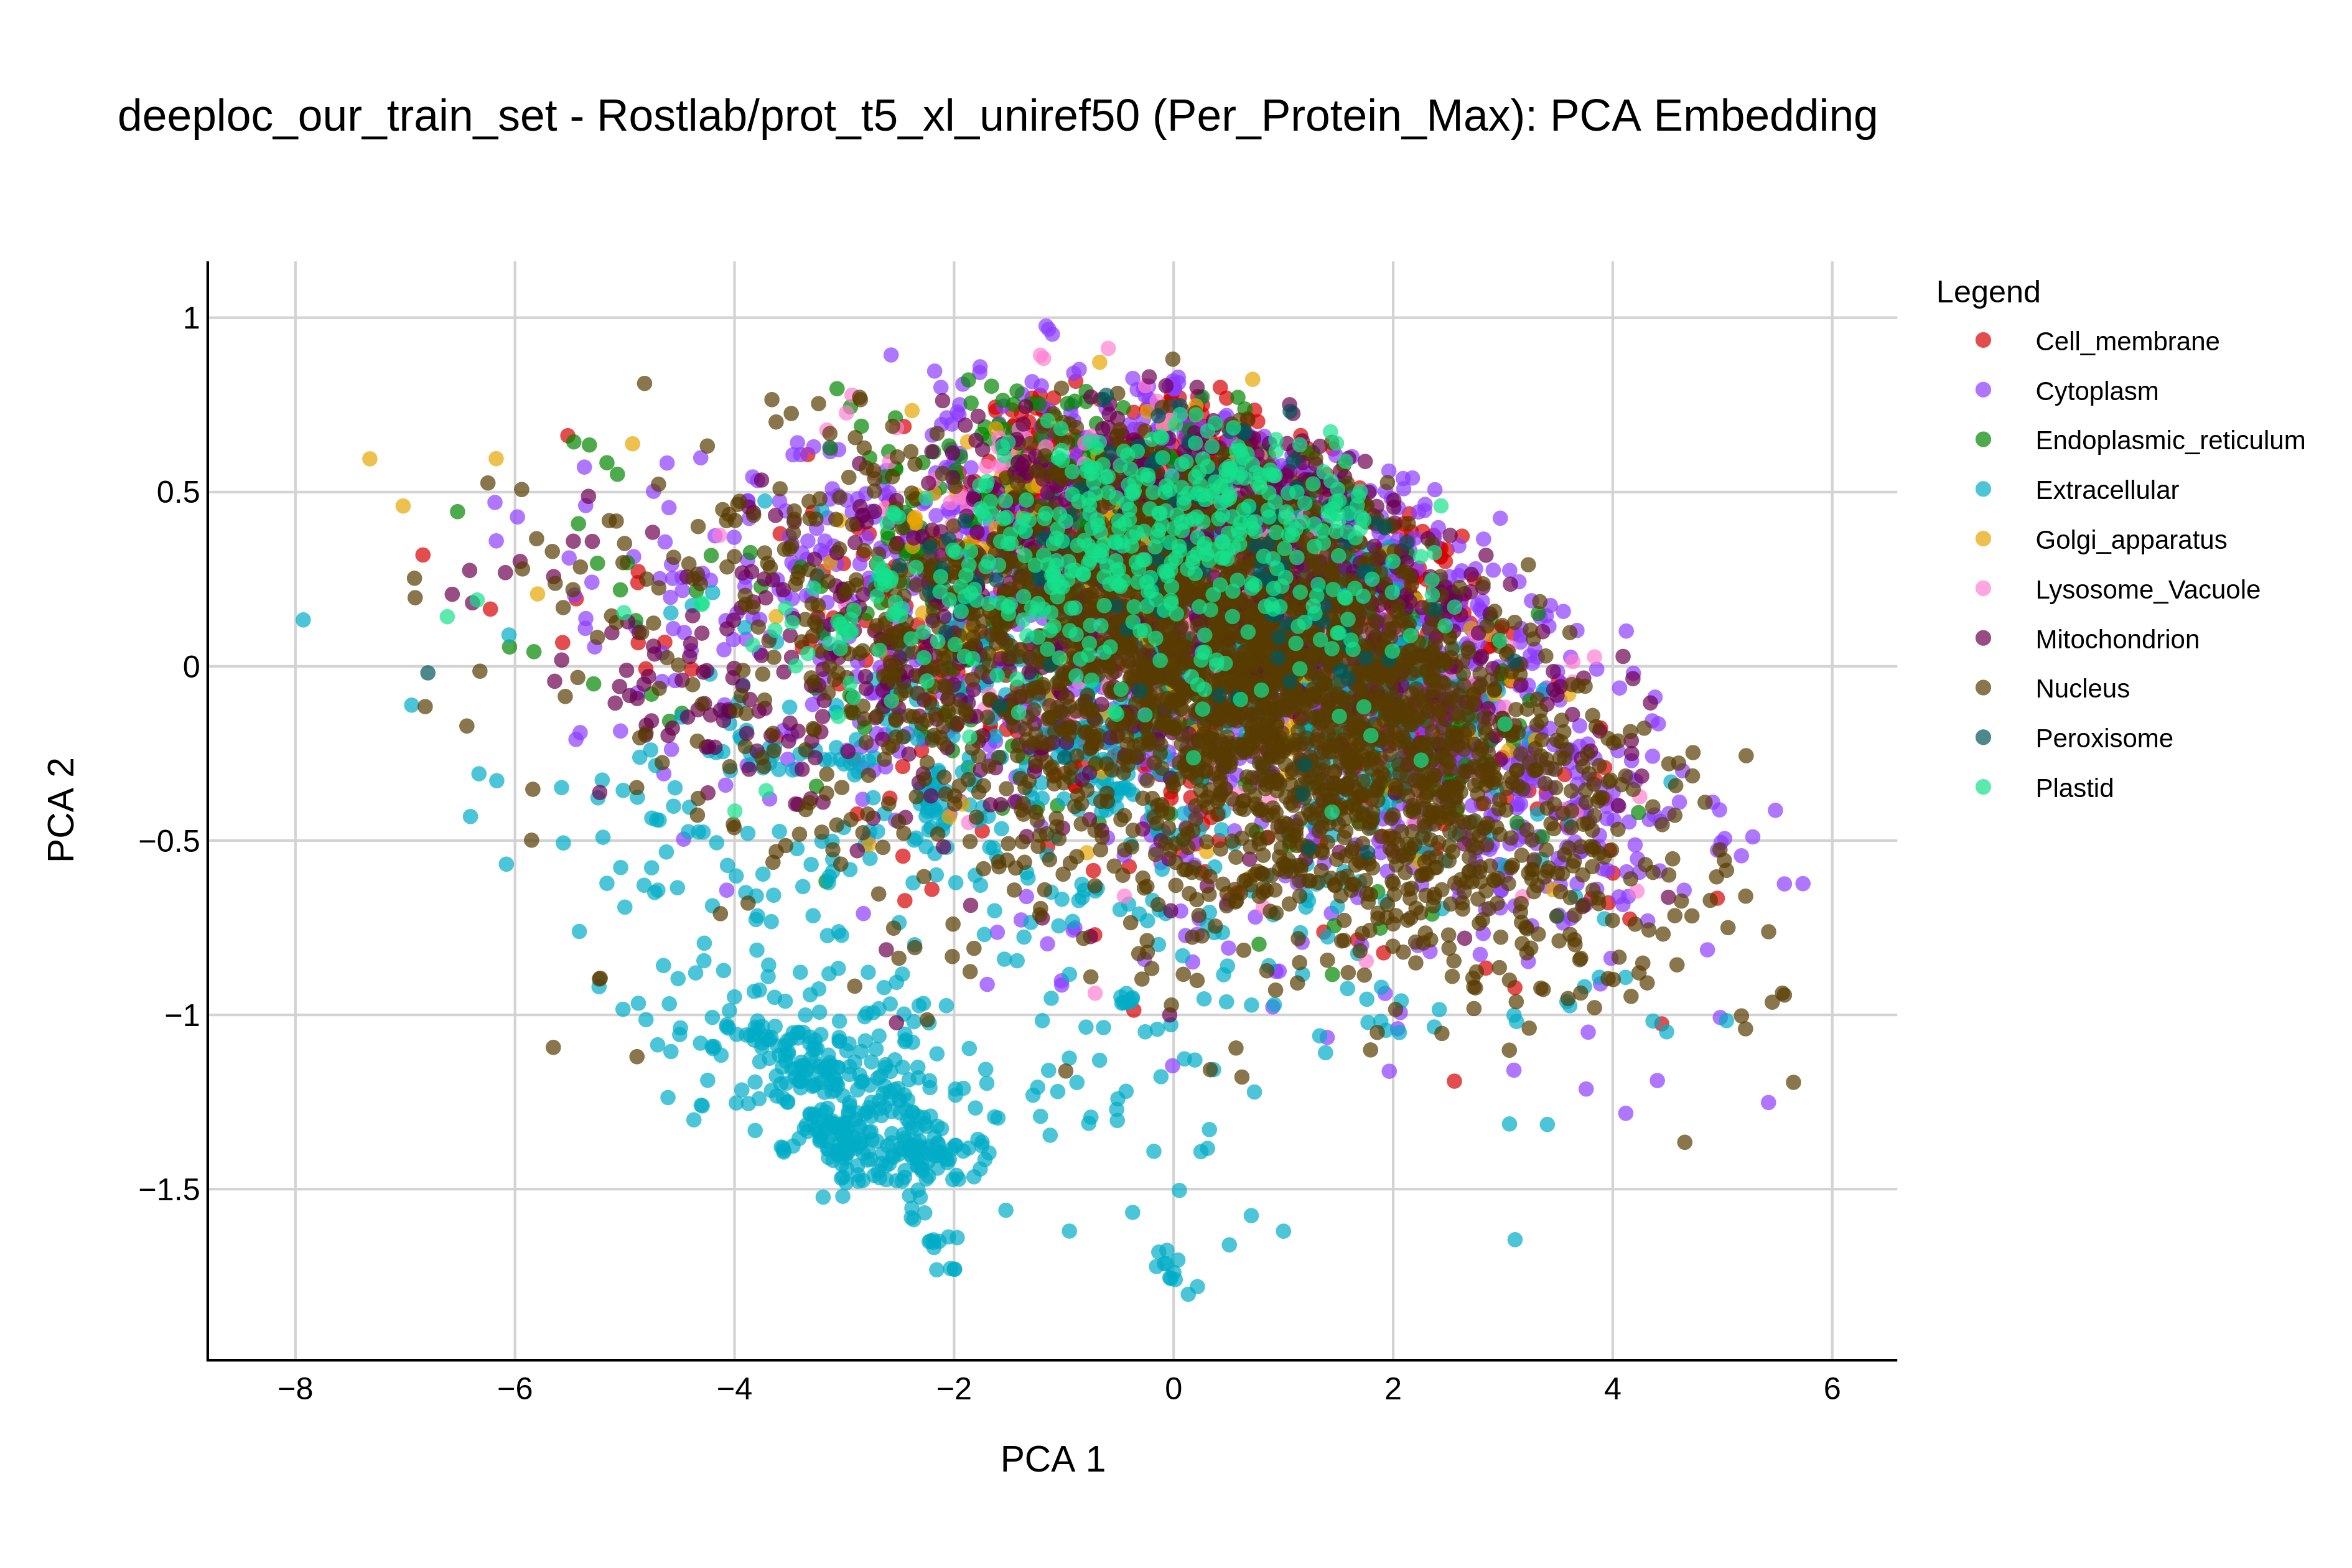 deeploc_our_train_set - Rostlab/prot_t5_xl_uniref50 (Per_Protein_Max): PCA Embedding
Legend
Cell_membrane
Cytoplasm
Endoplasmic_reticulum
Extracellular
Golgi_apparatus
Lysosome_Vacuole
Mitochondrion
Nucleus
Peroxisome
Plastid
PCA 2
1
0.5
0
−0.5
−1
−1.5
−8 −6 −4 −2 0 2 4 6
PCA 1